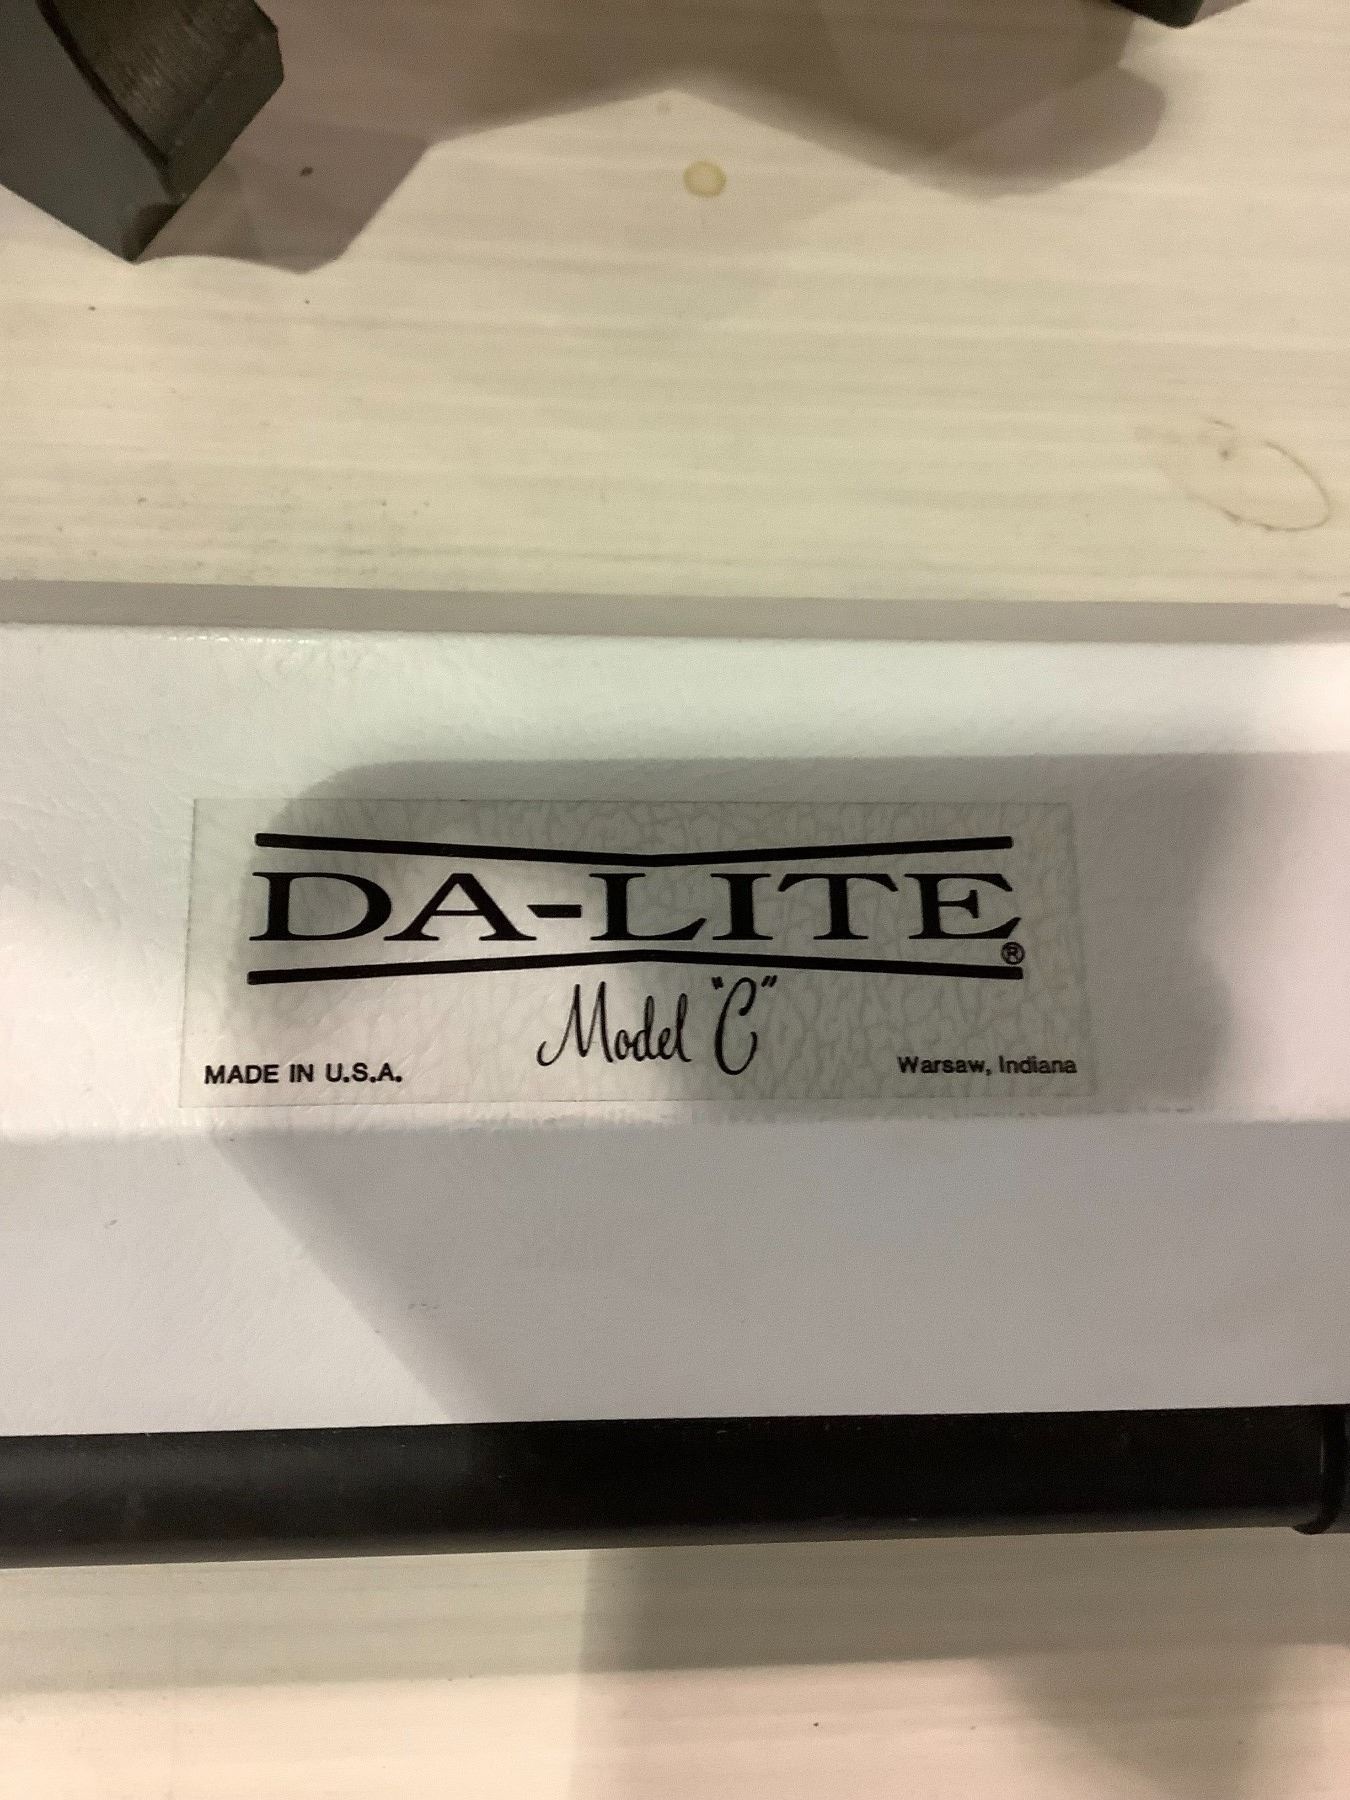 DA-LITE®
Model "C"
MADE IN U.S.A.
Warsaw, Indiana